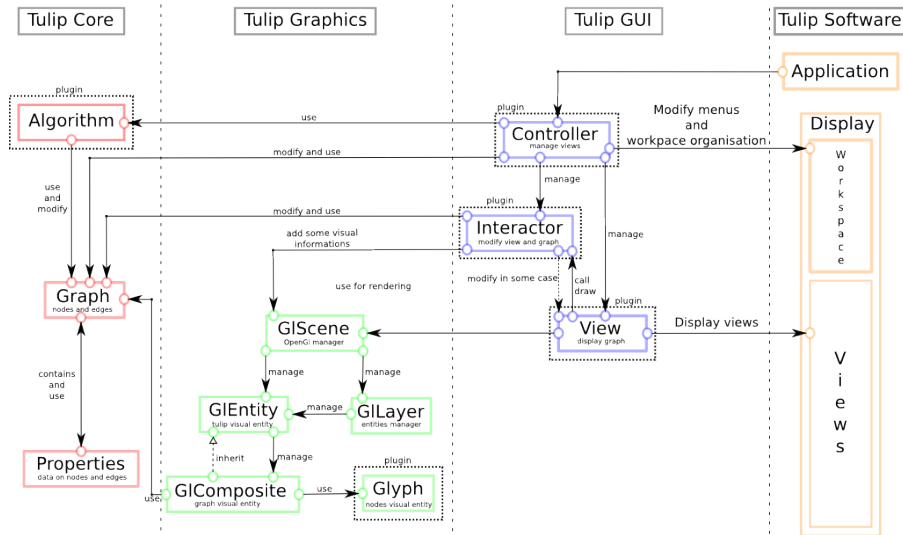 Tulip Core
Tulip Graphics
Tulip GUI
Tulip Software
Application
plugin
Algorithm
use
plugin
Controller
manage views
Modify menus
and
workpace organisation
Display
Workspace
modify and use
manage
use
and
modify
plugin
modify and use
Interactor
modify view and graph
manage
add some visual
informations
modify in some case
call
draw
use for rendering
plugin
Graph
nodes and edges
GlScene
OpenGl manager
View
display graph
Display views
Views
contains
and
use
manage
manage
GlEntity
tulip visual entity
manage
GlLayer
entities manager
inherit
manage
Properties
data on nodes and edges
plugin
use
GlComposite
graph visual entity
use
Glyph
nodes visual entity